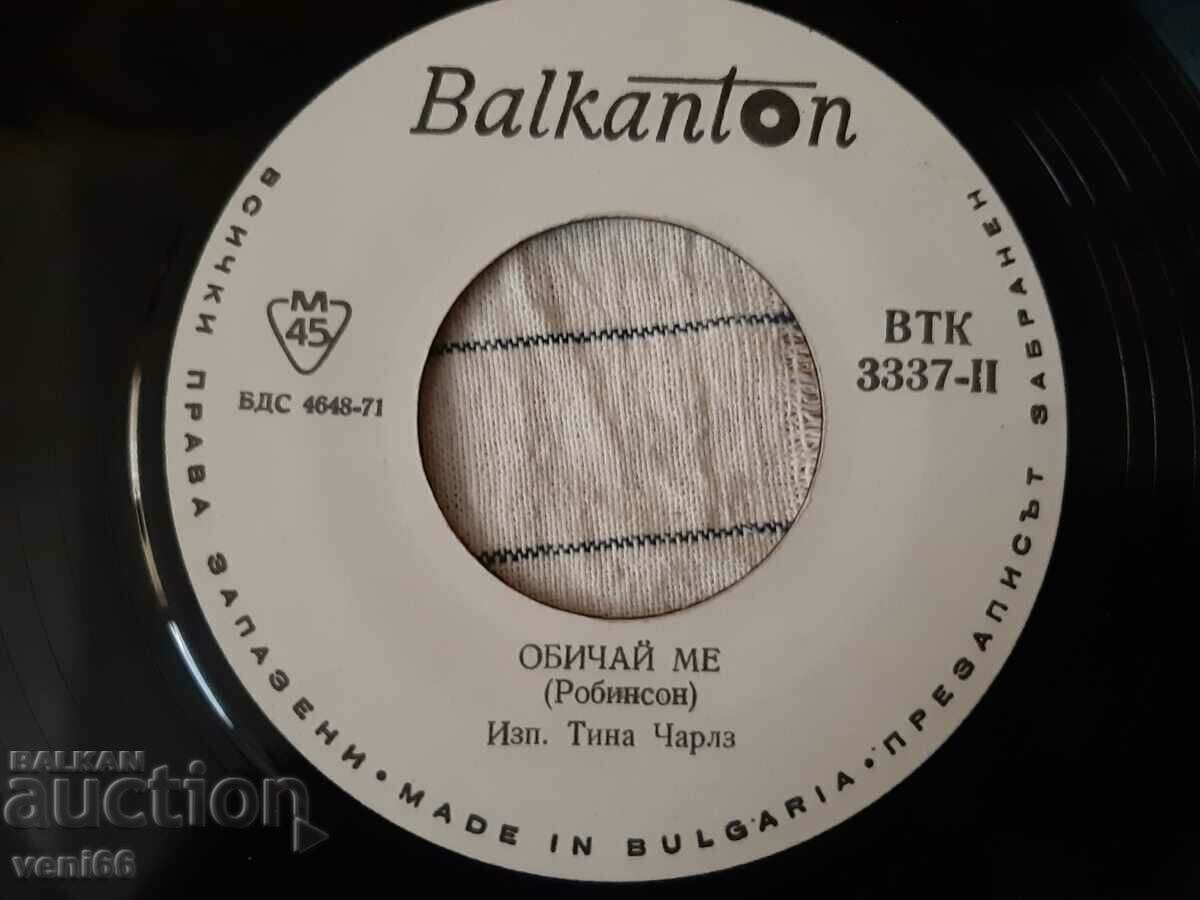 Balkanton
ВСИЧКИ ПРАВА ЗАПАЗЕНИ • MADE IN BULGARIA • ПРЕЗАПИСЪТ ЗАБРАНЕН
М
45
БДС 4648-71
ВТК
3337-II
ОБИЧАЙ МЕ
(Робинсон)
Изп. Тина Чарлз
BALKAN
auction
veni66